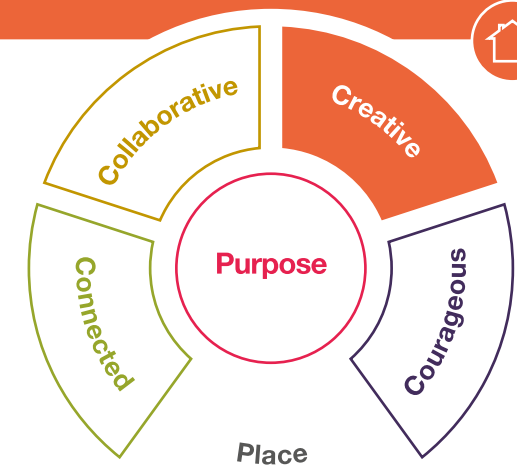 Collaborative
Creative
Connected
Purpose
Courageous
Place